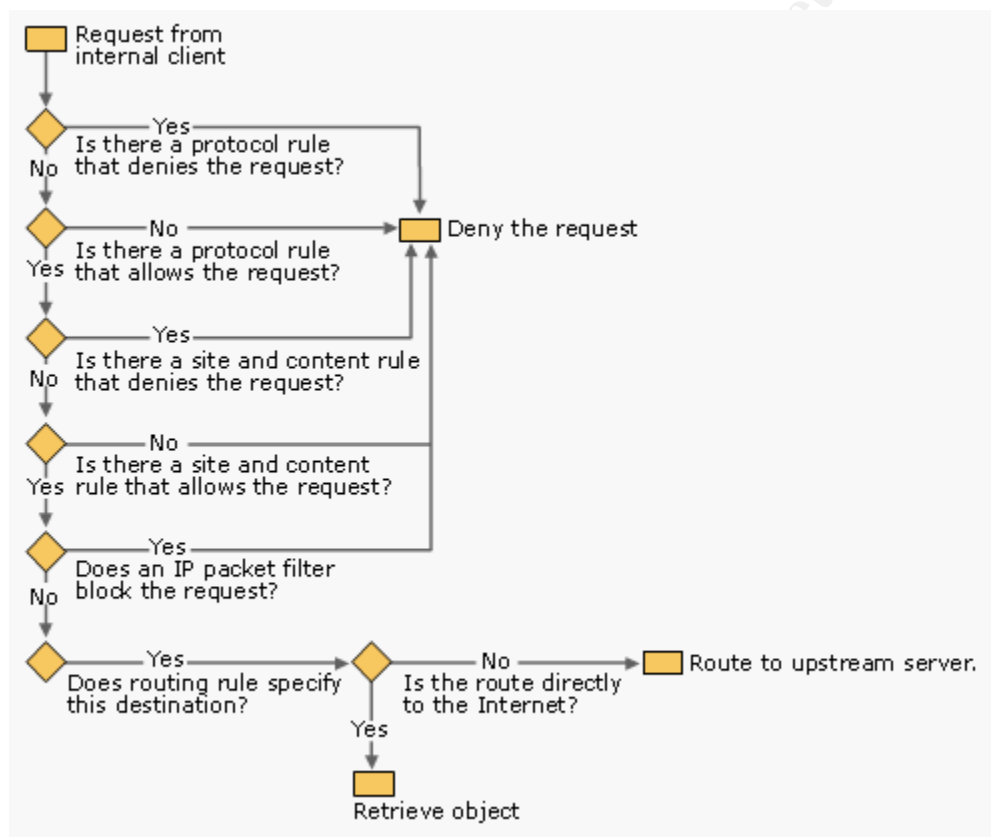 Request from
internal client
Yes
Is there a protocol rule
that denies the request?
No
No
Deny the request
Is there a protocol rule
that allows the request?
Yes
Yes
Is there a site and content rule
that denies the request?
No
No
Is there a site and content
rule that allows the request?
Yes
Yes
Does an IP packet filter
block the request?
No
Yes
No
Route to upstream server.
Does routing rule specify
this destination?
Is the route directly
to the Internet?
Yes
Retrieve object